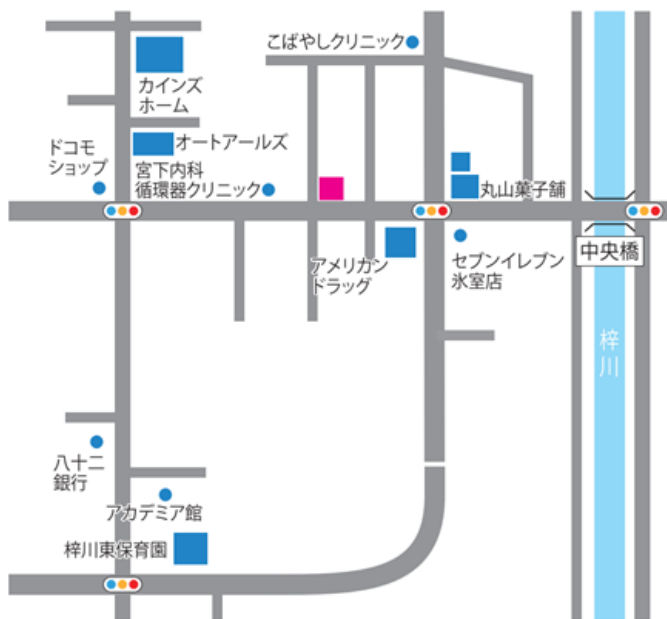 こばやしクリニック
カインズ
ホーム
オートアールズ
ドコモ
ショップ
宮下内科
循環器クリニック
丸山菓子舗
アメリカン
ドラッグ
セブンイレブン
氷室店
中央橋
梓川
八十二
銀行
アカデミア館
梓川東保育園